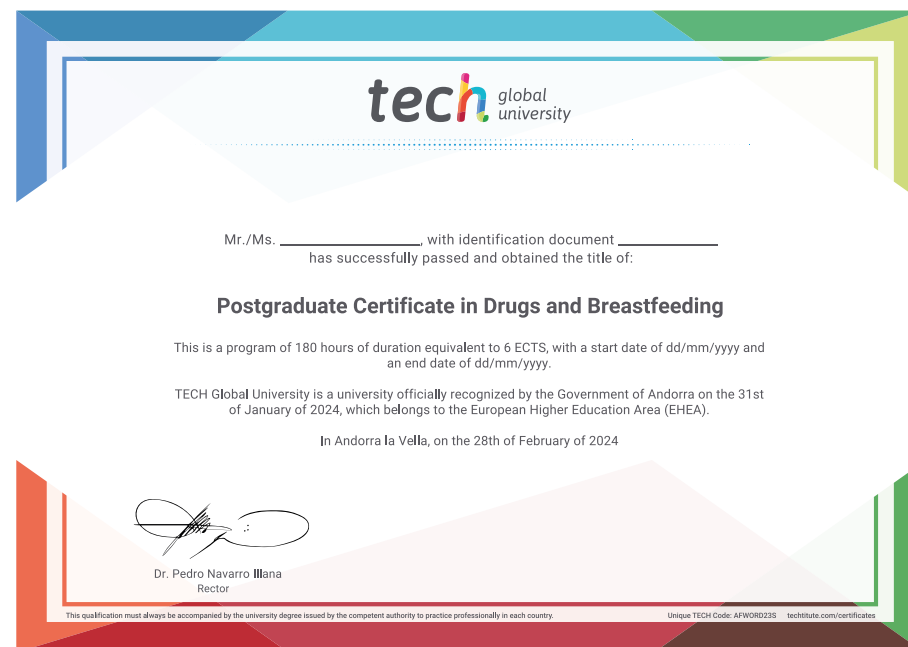 tech global university
Mr./Ms. ____________, with identification document ____________
has successfully passed and obtained the title of:
Postgraduate Certificate in Drugs and Breastfeeding
This is a program of 180 hours of duration equivalent to 6 ECTS, with a start date of dd/mm/yyyy and
an end date of dd/mm/yyyy.
TECH Global University is a university officially recognized by the Government of Andorra on the 31st
of January of 2024, which belongs to the European Higher Education Area (EHEA).
In Andorra la Vella, on the 28th of February of 2024
Dr. Pedro Navarro Illana
Rector
This qualification must always be accompanied by the university degree issued by the competent authority to practice professionally in each country.
Unique TECH Code: AFWORD23S techtitute.com/certificates